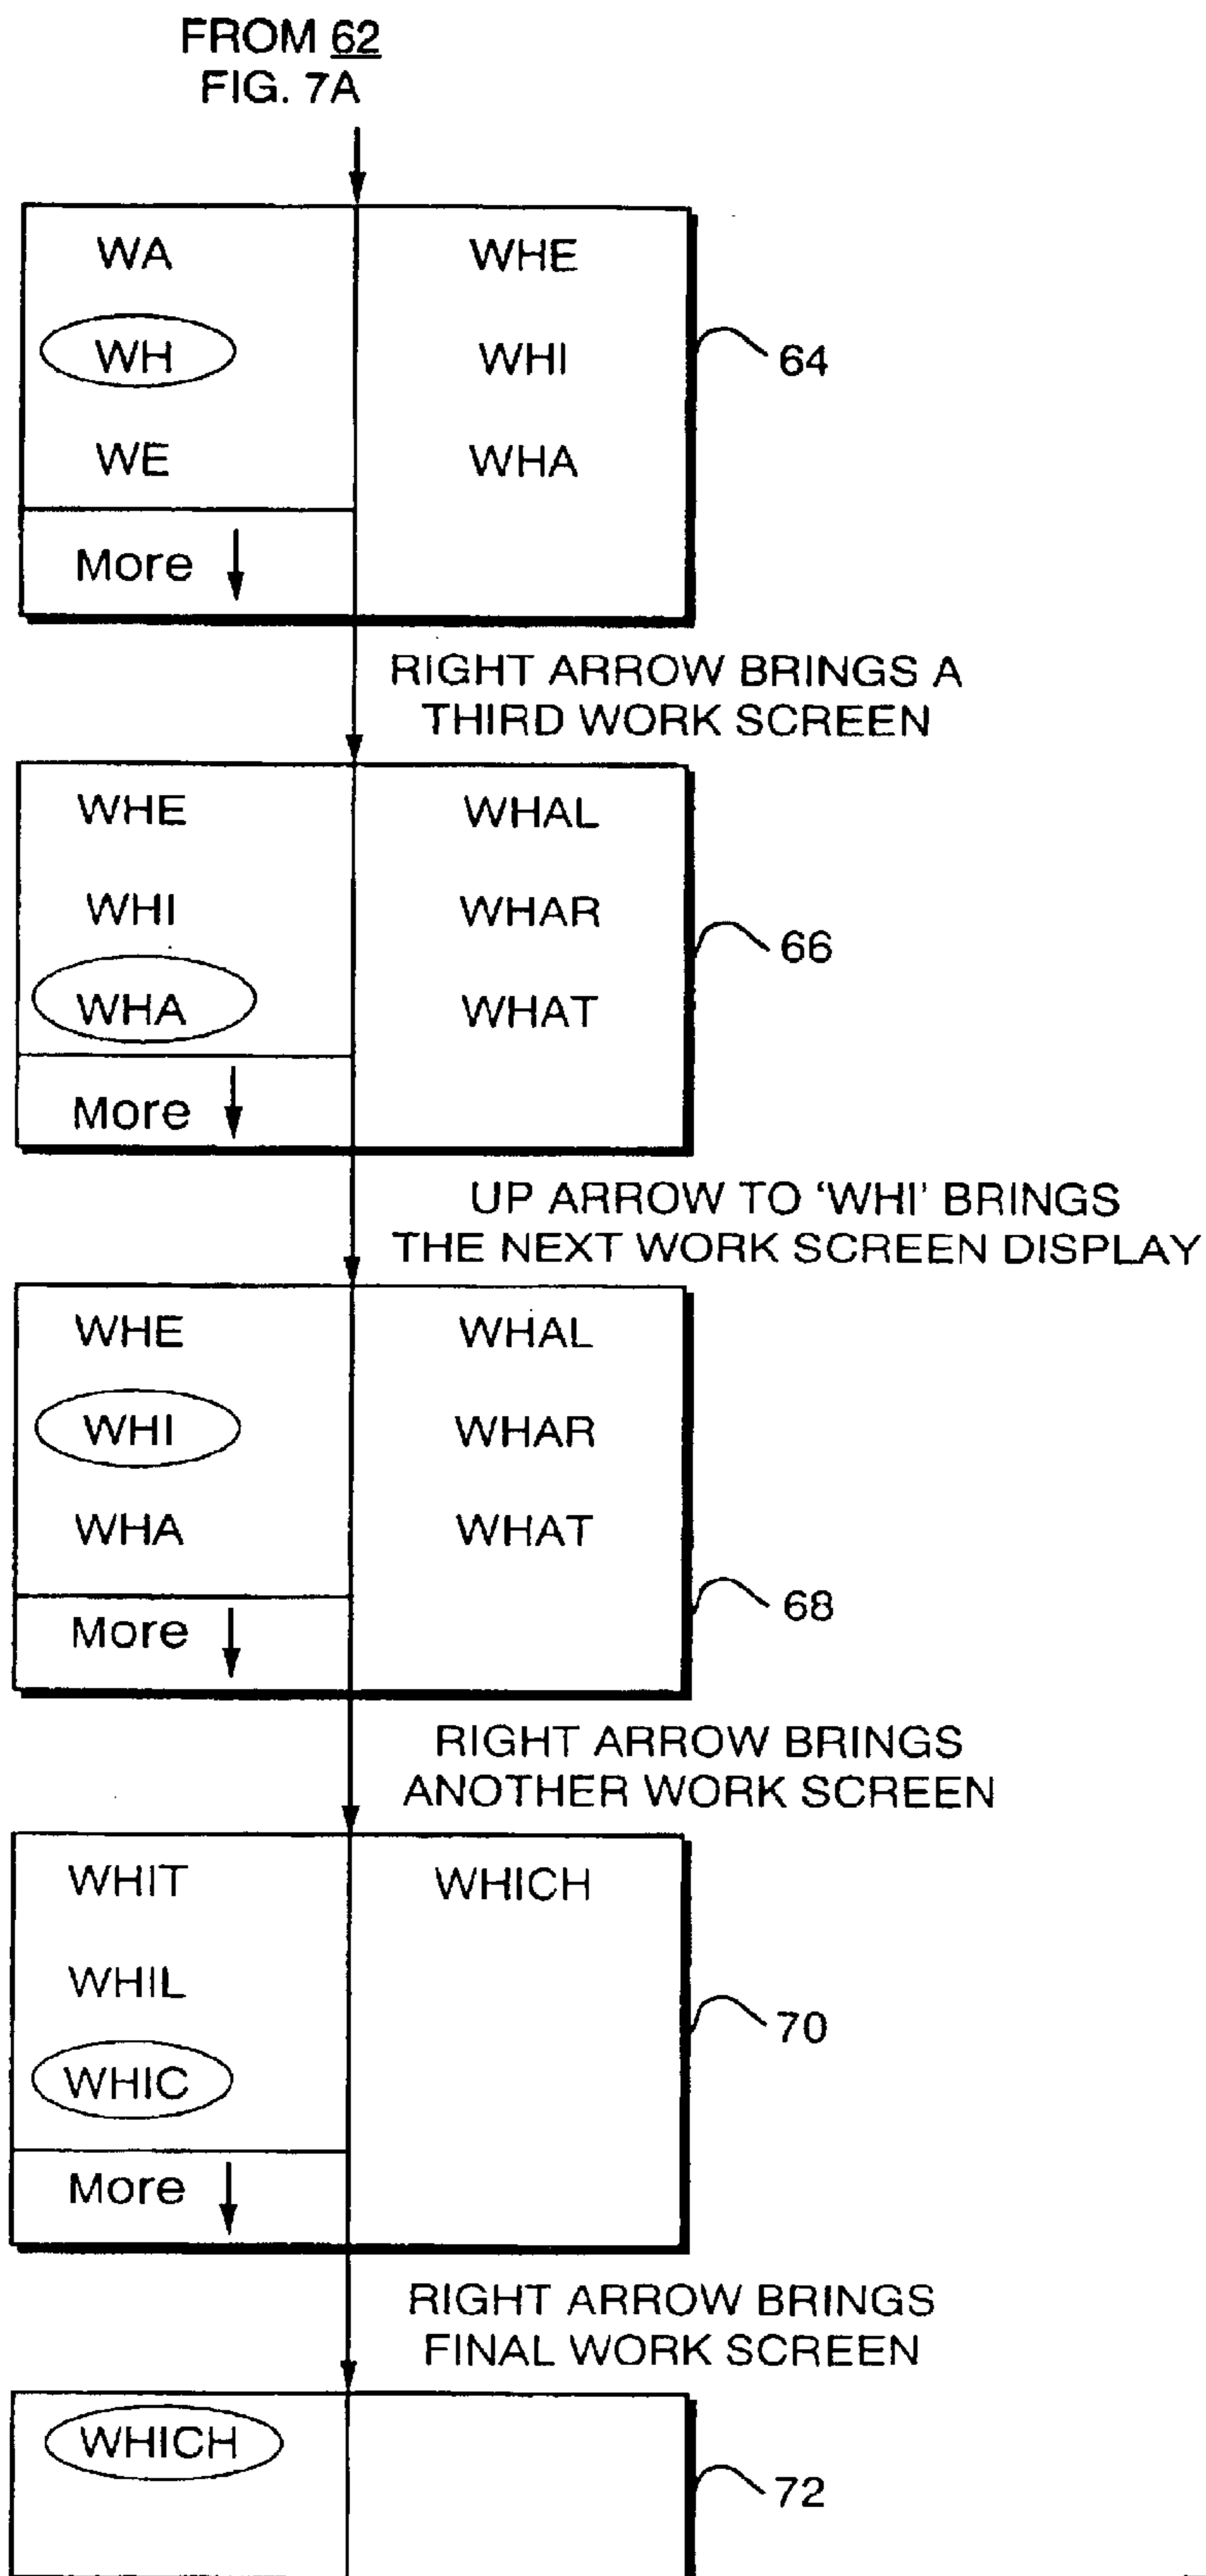 FROM 62
FIG. 7A
WA WHE
WH WHI
WE WHA
More
64
RIGHT ARROW BRINGS A
THIRD WORK SCREEN
WHE WHAL
WHI WHAR
WHA WHAT
More
66
UP ARROW TO 'WHI' BRINGS
THE NEXT WORK SCREEN DISPLAY
WHE WHAL
WHI WHAR
WHA WHAT
More
68
RIGHT ARROW BRINGS
ANOTHER WORK SCREEN
WHIT WHICH
WHIL
WHIC
More
70
RIGHT ARROW BRINGS
FINAL WORK SCREEN
WHICH
72